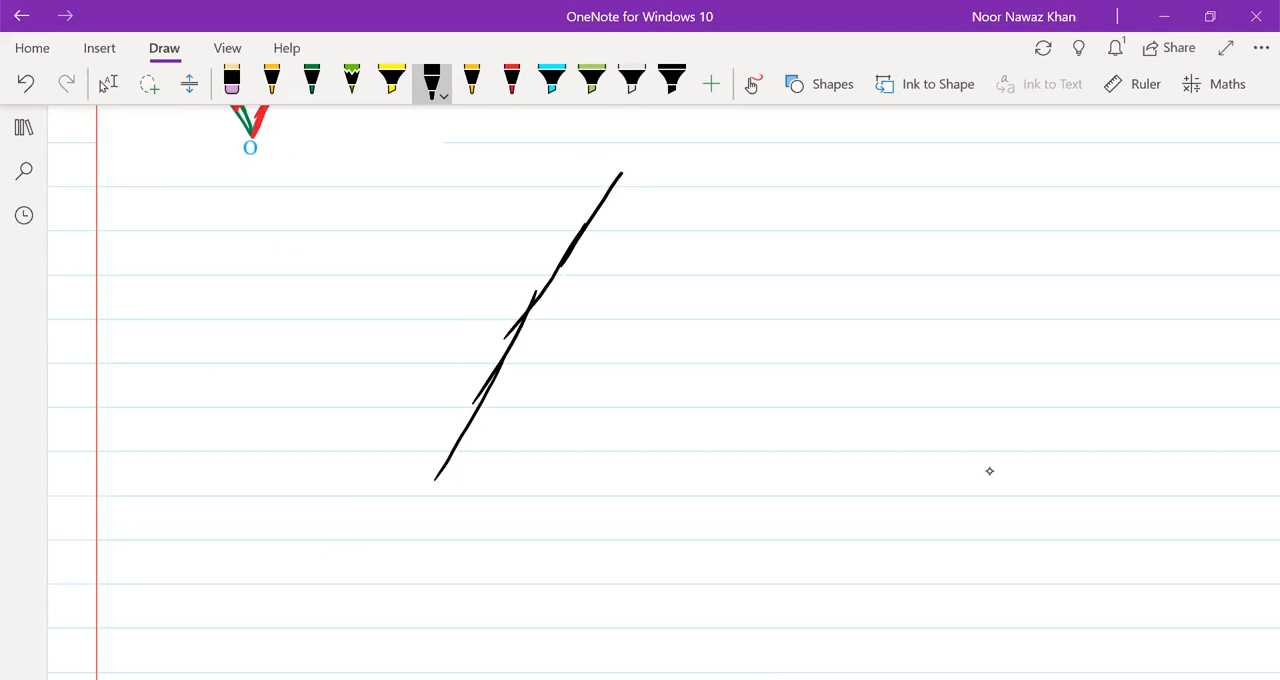 OneNote for Windows 10
Noor Nawaz Khan
Home Insert Draw View Help
1
Share
Shapes
Ink to Shape
Ink to Text
Ruler
Maths
O